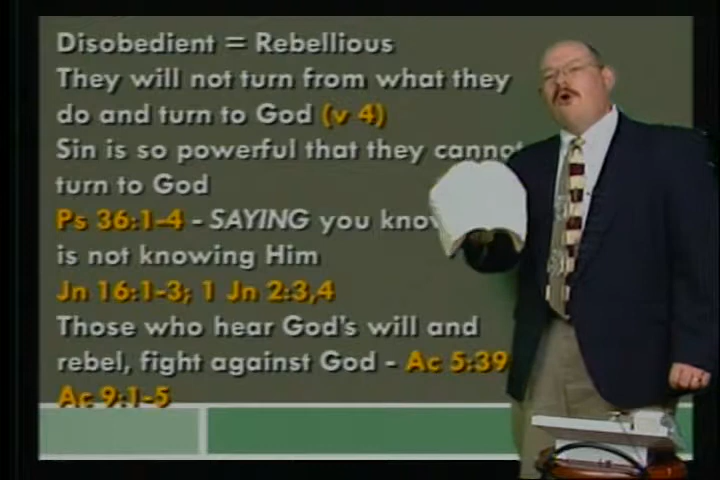 Disobedient = Rebellious
They will not turn from what they
do and turn to God (v 4)
Sin is so powerful that they cannot
turn to God
Ps 36:1-4 - SAYING you
is not knowing Him
Jn 16:1-3; 1 Jn 2:3,4
Those who hear God's will and
rebel, fight against God - Ac 5:39
Ac 9:1-5